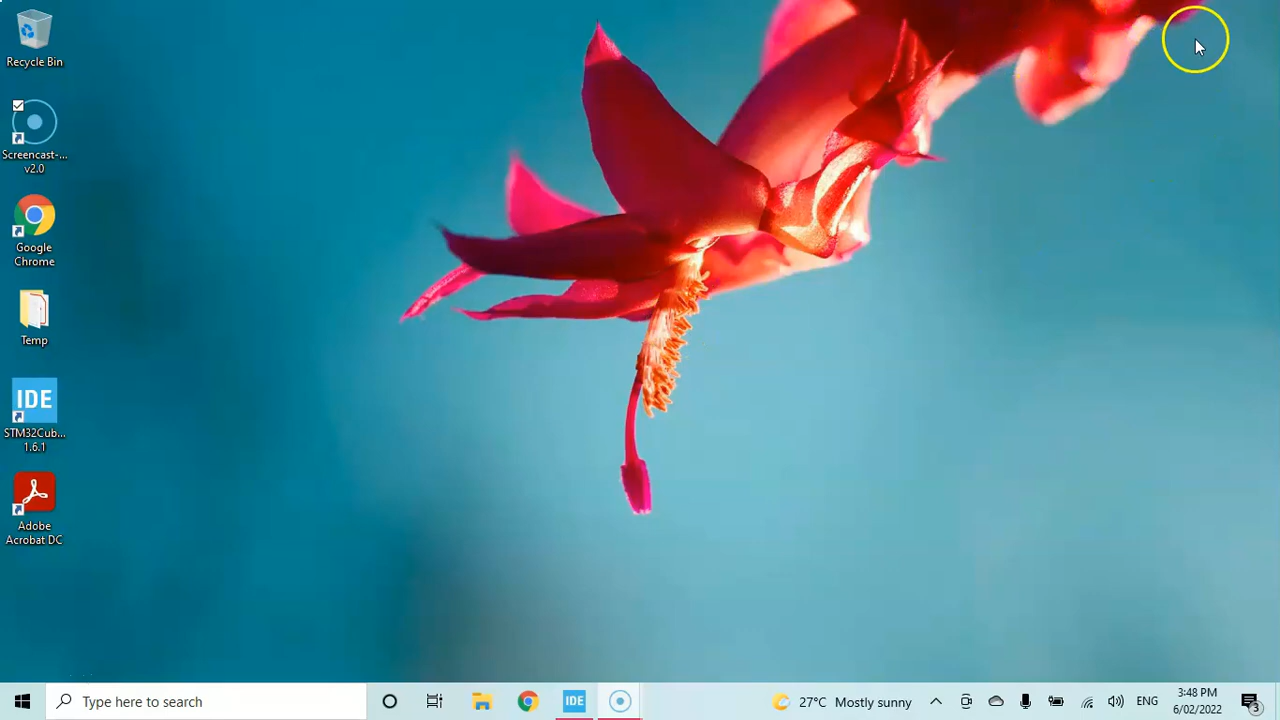 Recycle Bin
Screencast-...
v2.0
Google
Chrome
Temp
IDE
STM32Cub...
1.6.1
Adobe
Acrobat DC
Type here to search
IDE
27°C Mostly sunny
ENG
3:48 PM
6/02/2022
3